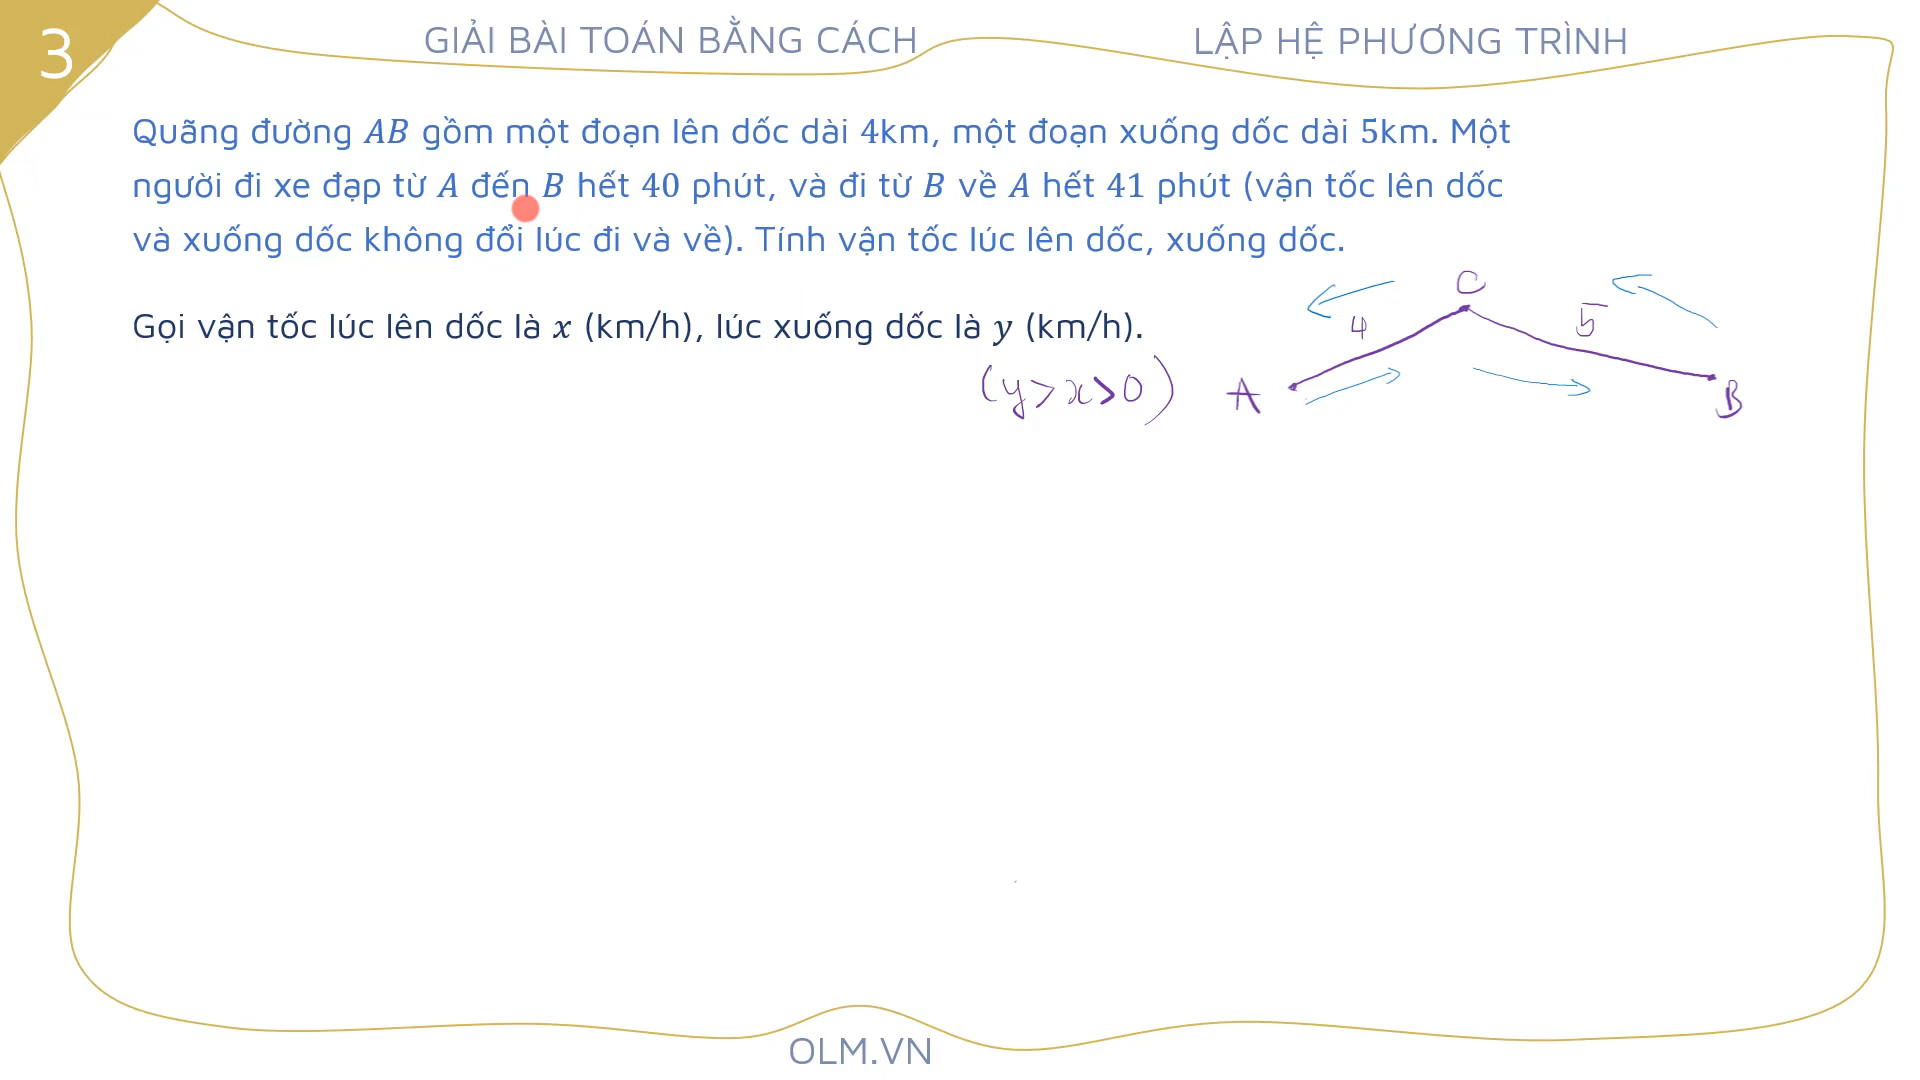 3
GIẢI BÀI TOÁN BẰNG CÁCH LẬP HỆ PHƯƠNG TRÌNH
Quãng đường AB gồm một đoạn lên dốc dài 4km, một đoạn xuống dốc dài 5km. Một
người đi xe đạp từ A đến B hết 40 phút, và đi từ B về A hết 41 phút (vận tốc lên dốc
và xuống dốc không đổi lúc đi và về). Tính vận tốc lúc lên dốc, xuống dốc.
Gọi vận tốc lúc lên dốc là x (km/h), lúc xuống dốc là y (km/h).
(y>x>0)
C
4
5
A
B
OLM.VN